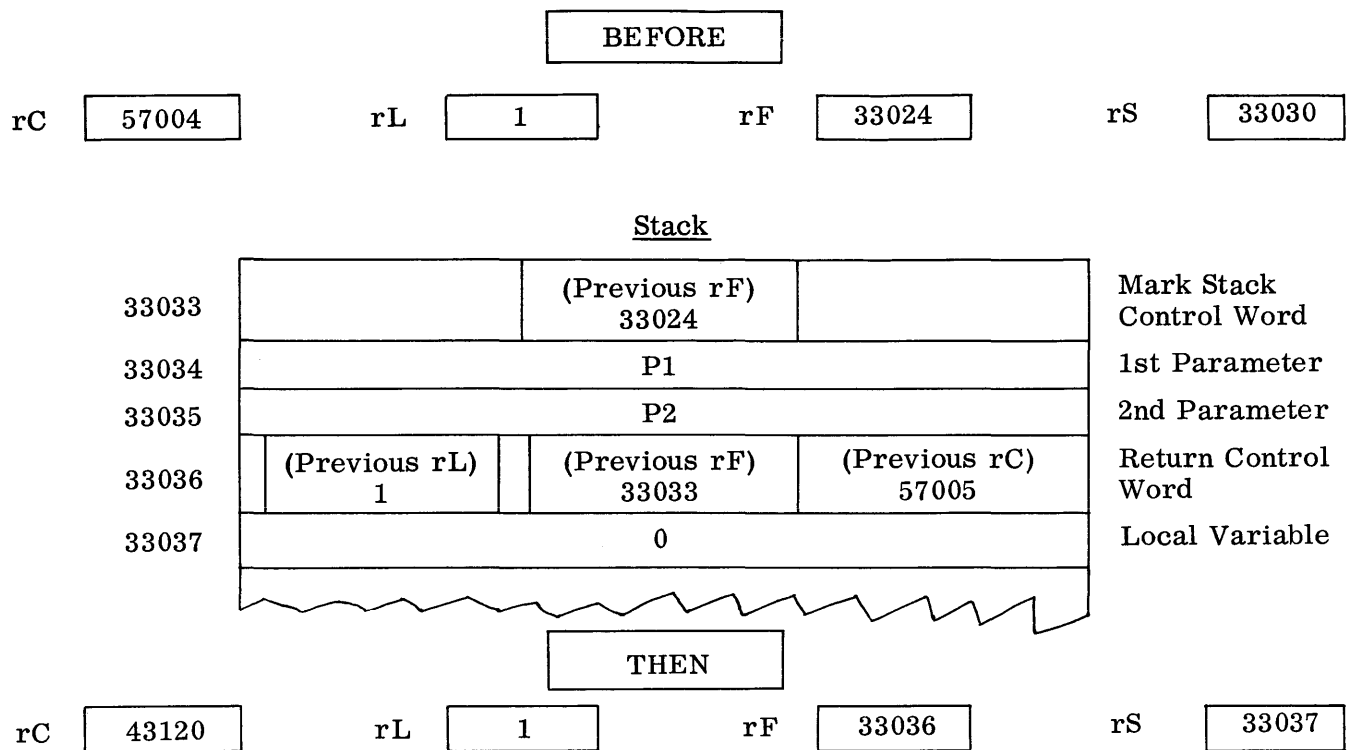 BEFORE
rC 57004 rL 1 rF 33024 rS 33030
Stack
33033 (Previous rF) 33024 Mark Stack Control Word
33034 P1 1st Parameter
33035 P2 2nd Parameter
33036 (Previous rL) 1 (Previous rF) 33033 (Previous rC) 57005 Return Control Word
33037 0 Local Variable
THEN
rC 43120 rL 1 rF 33036 rS 33037